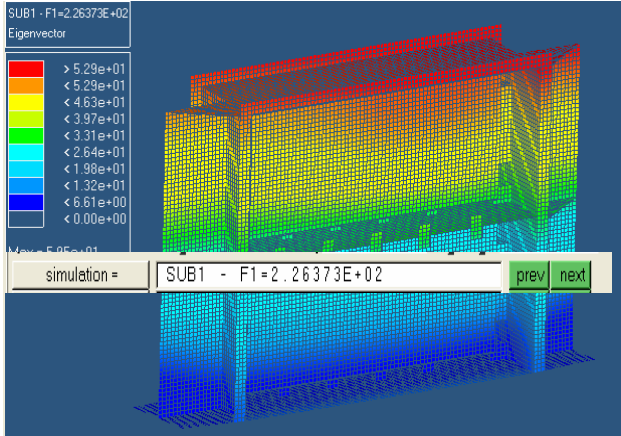 SUB1 - F1=2.26373E+02
Eigenvector
> 5.29e+01
< 5.29e+01
< 4.63e+01
< 3.97e+01
< 3.31e+01
< 2.64e+01
< 1.98e+01
< 1.32e+01
< 6.61e+00
< 0.00e+00
simulation =
SUB1 - F1=2.26373E+02
prev
next